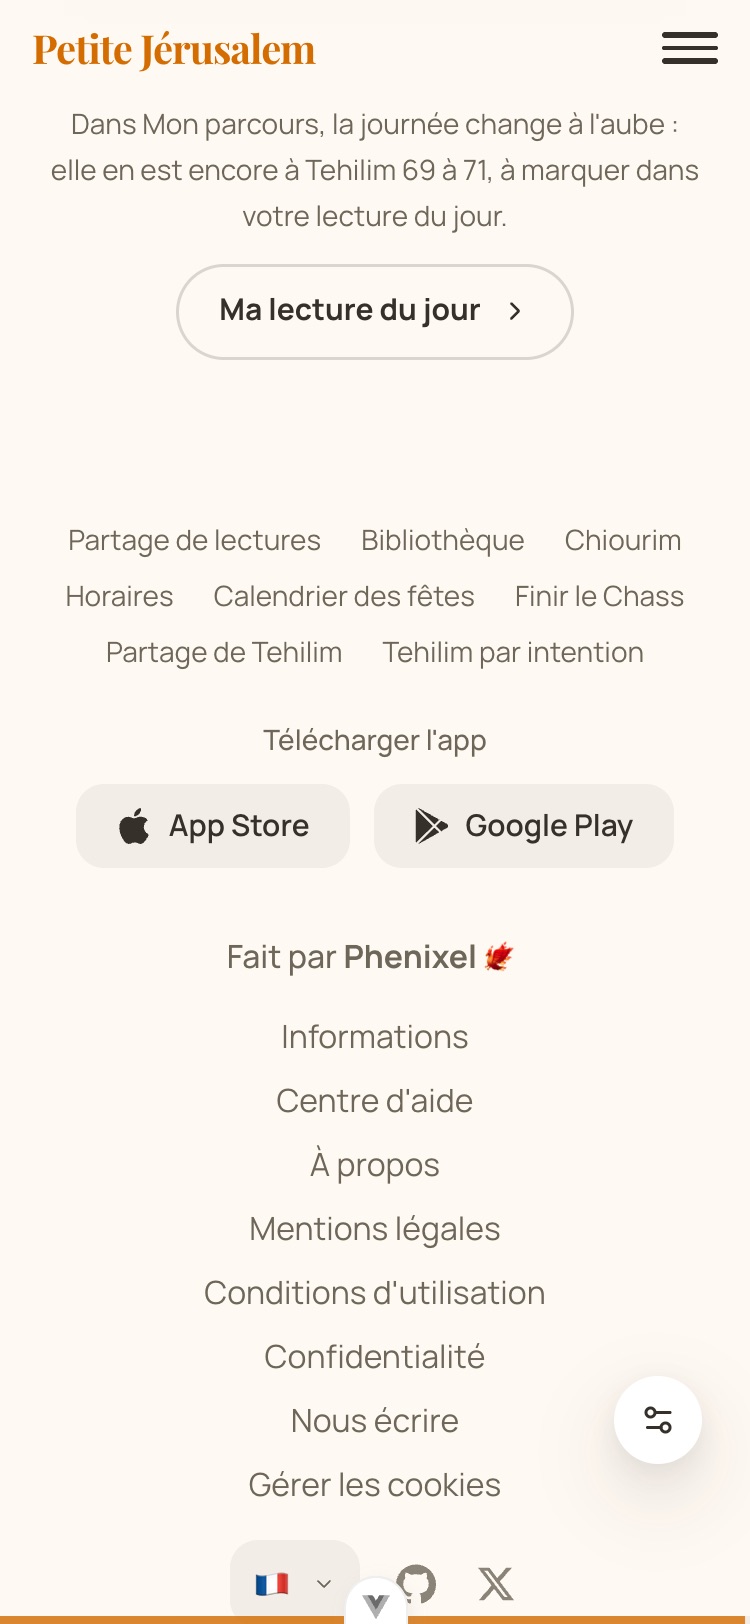 Petite Jérusalem
Dans Mon parcours, la journée change à l'aube :
elle en est encore à Tehilim 69 à 71, à marquer dans
votre lecture du jour.
Ma lecture du jour
Partage de lectures Bibliothèque Chiourim
Horaires Calendrier des fêtes Finir le Chass
Partage de Tehilim Tehilim par intention
Télécharger l'app
App Store Google Play
Fait par Phenixel
Informations
Centre d'aide
À propos
Mentions légales
Conditions d'utilisation
Confidentialité
Nous écrire
Gérer les cookies